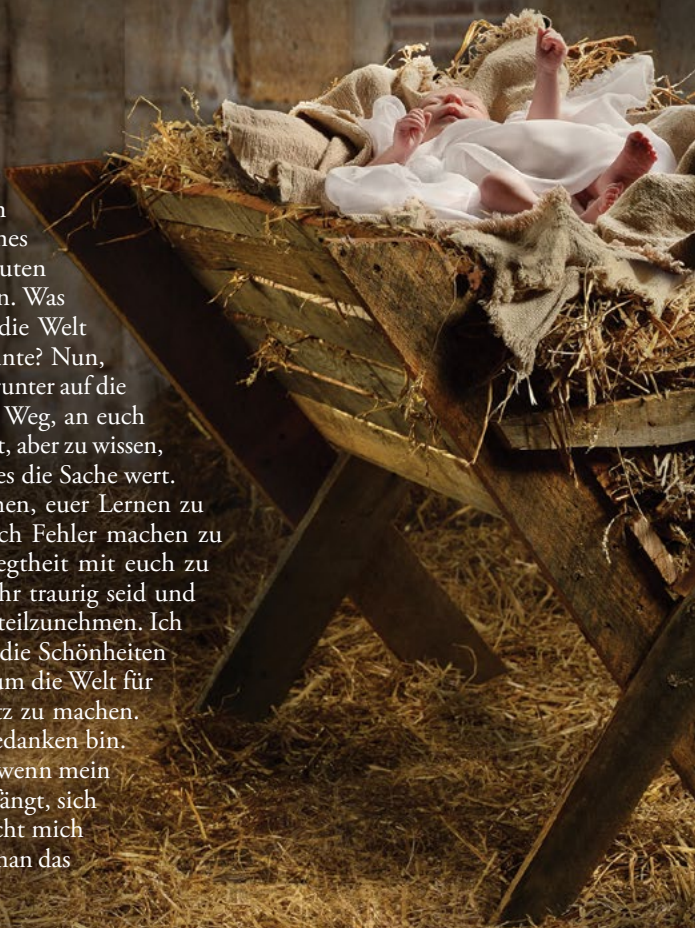 n
nes
uten
n. Was
die Welt
nnte? Nun,
runter auf die
Weg, an euch
t, aber zu wissen,
es die Sache wert.
nen, euer Lernen zu
ch Fehler machen zu
egtheit mit euch zu
hr traurig seid und
teilzunehmen. Ich
die Schönheiten
um die Welt für
tz zu machen.
edanken bin.
wenn mein
fängt, sich
cht mich
man das